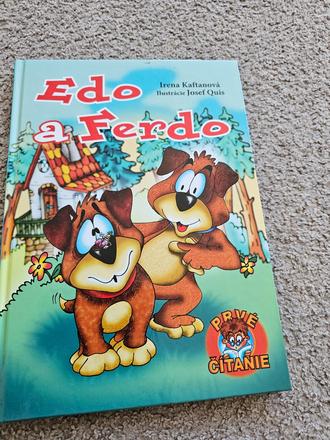 Irena Kaftanová
Ilustrácie Josef Quis
Edo
a Ferdo
PRVÉ
ČÍTANIE